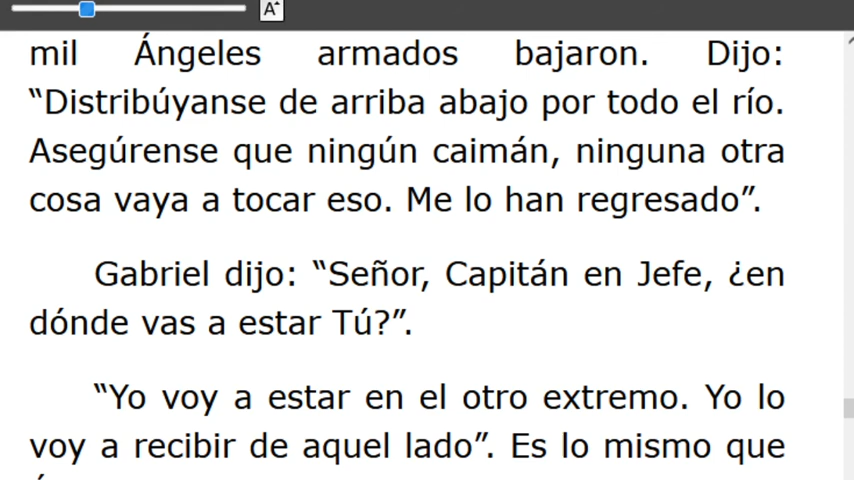 A
mil Ángeles armados bajaron. Dijo:
“Distribúyanse de arriba abajo por todo el río.
Asegúrense que ningún caimán, ninguna otra
cosa vaya a tocar eso. Me lo han regresado”.
Gabriel dijo: “Señor, Capitán en Jefe, ¿en
dónde vas a estar Tú?”.
“Yo voy a estar en el otro extremo. Yo lo
voy a recibir de aquel lado”. Es lo mismo que